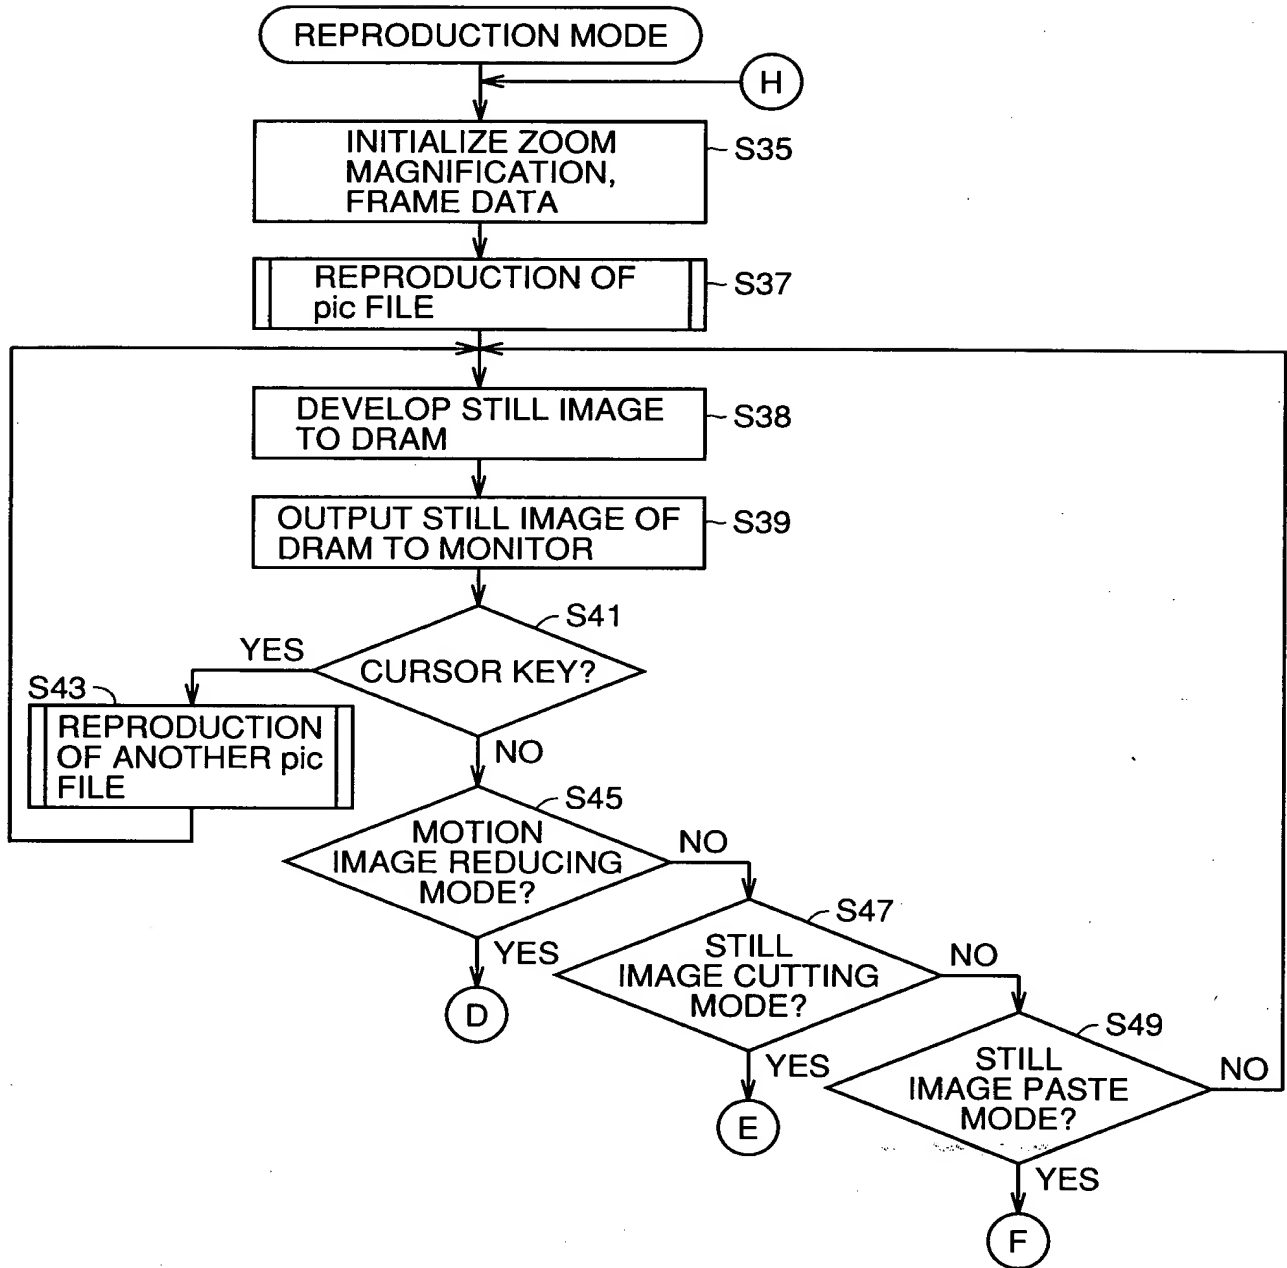 REPRODUCTION MODE
H
INITIALIZE ZOOM
MAGNIFICATION,
FRAME DATA
S35
REPRODUCTION OF
pic FILE
S37
DEVELOP STILL IMAGE
TO DRAM
S38
OUTPUT STILL IMAGE OF
DRAM TO MONITOR
S39
S41
CURSOR KEY?
YES
NO
S43
REPRODUCTION
OF ANOTHER pic
FILE
S45
MOTION
IMAGE REDUCING
MODE?
NO
YES
D
S47
STILL
IMAGE CUTTING
MODE?
NO
YES
E
S49
STILL
IMAGE PASTE
MODE?
NO
YES
F